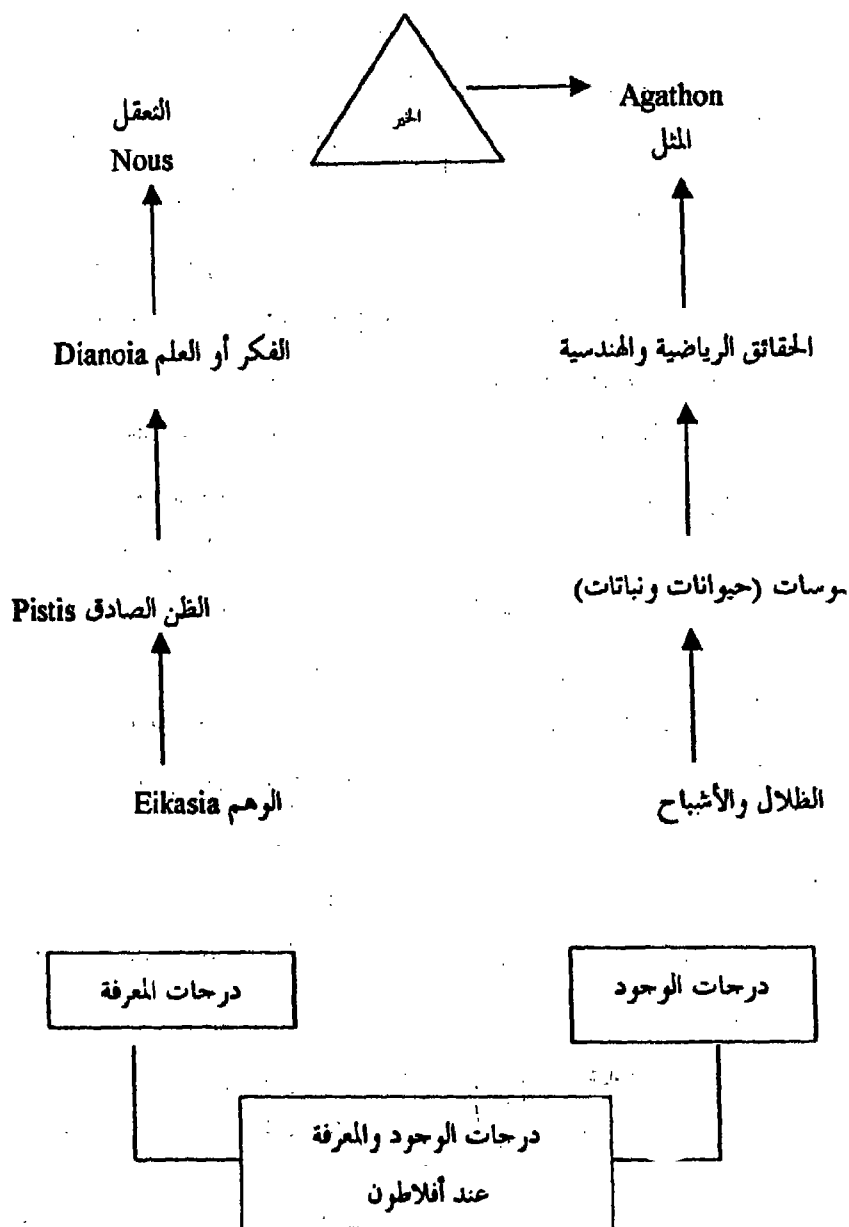 الخير
Agathon
المثل
التعقل
Nous
الحقائق الرياضية والهندسية
الفكر أو العلم Dianoia
وسات (حيوانات ونباتات)
الظن الصادق Pistis
الظلال والأشباح
الوهم Eikasia
درجات الوجود
درجات المعرفة
درجات الوجود والمعرفة
عند أفلاطون